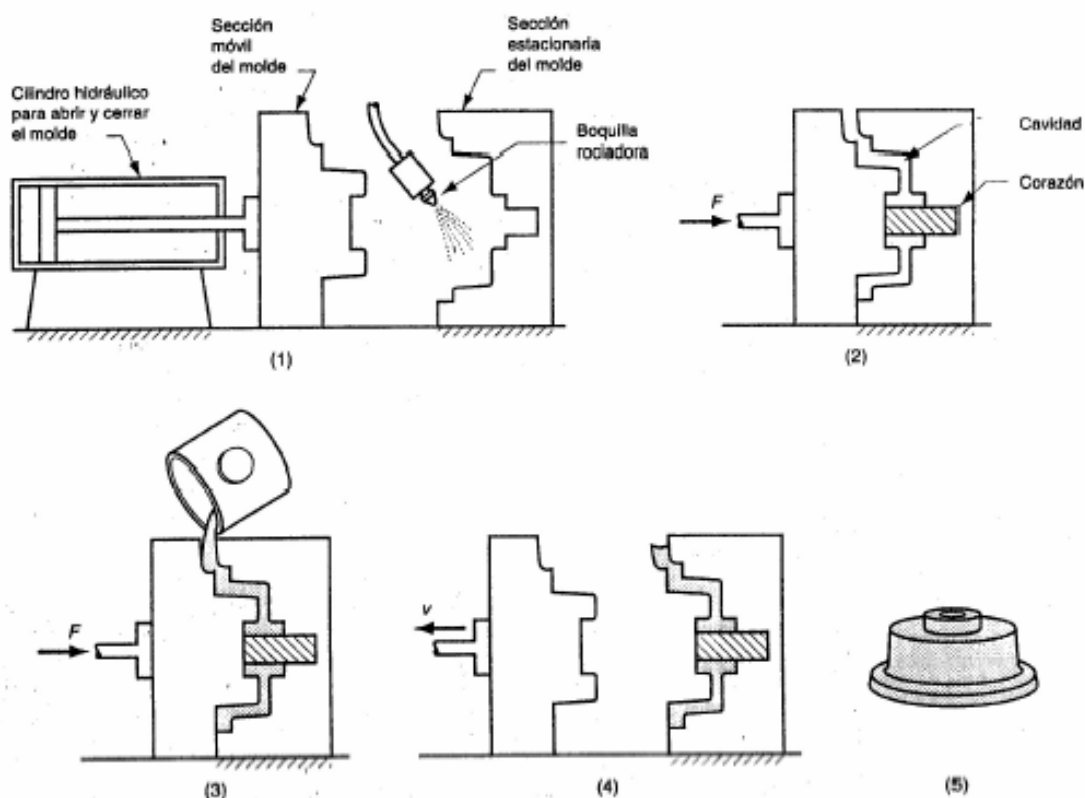 Sección
móvil
del molde
Sección
estacionaria
del molde
Cilindro hidráulico
para abrir y cerrar
el molde
Boquilla
rociadora
(1)
Cavidad
Corazón
F
(2)
F
(3)
v
(4)
(5)